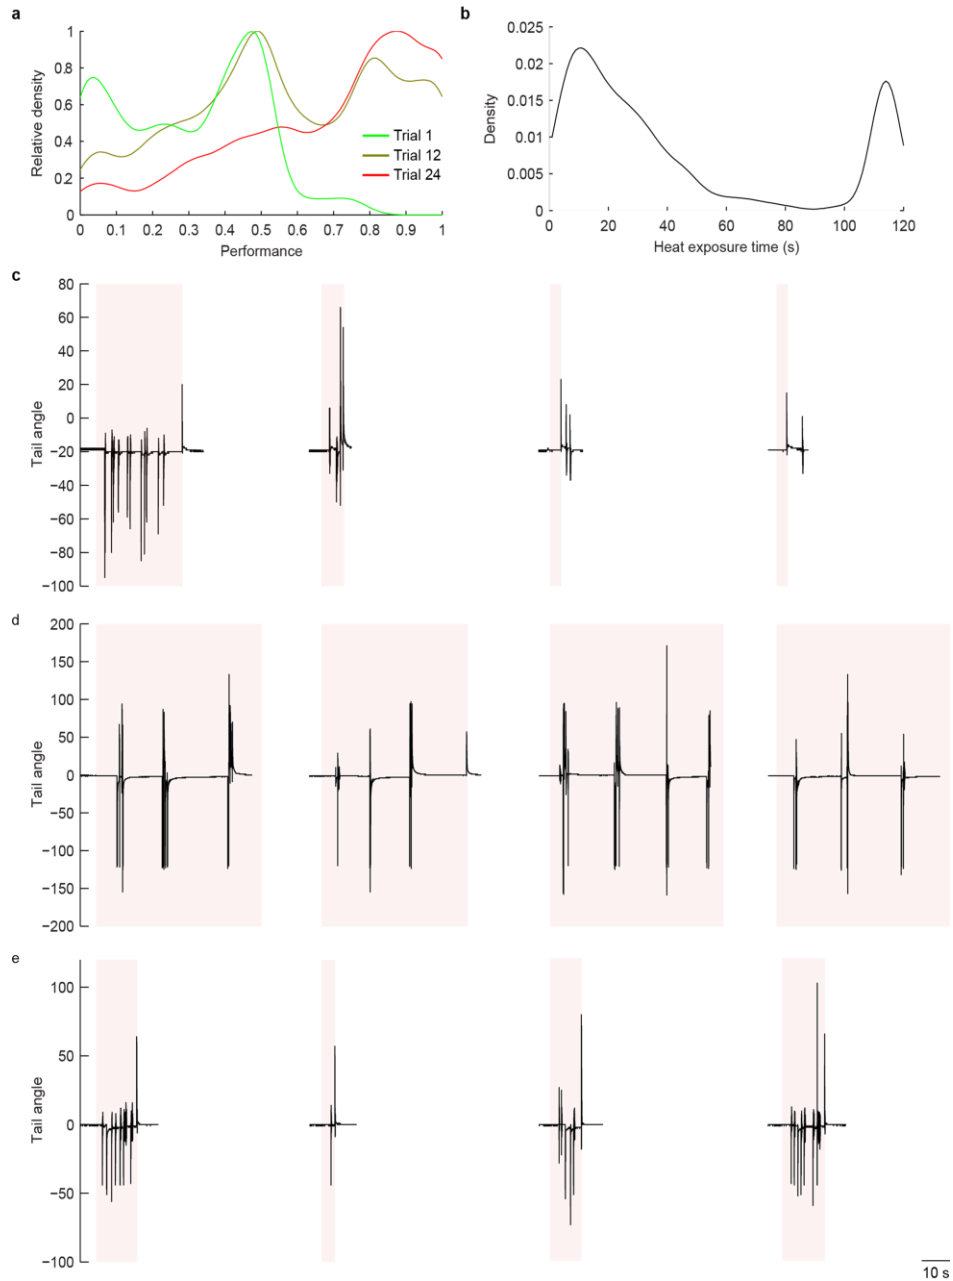 a
1
0.8
0.6
0.4
0.2
0
Relative density
Trial 1
Trial 12
Trial 24
0 0.1 0.2 0.3 0.4 0.5 0.6 0.7 0.8 0.9 1
Performance
b
0.025
0.02
0.015
0.01
0.005
0
Density
0 20 40 60 80 100 120
Heat exposure time (s)
c
80
60
40
20
0
−20
−40
−60
−80
−100
Tail angle
d
200
150
100
50
0
−50
−100
−150
−200
Tail angle
e
100
50
0
−50
−100
Tail angle
10 s